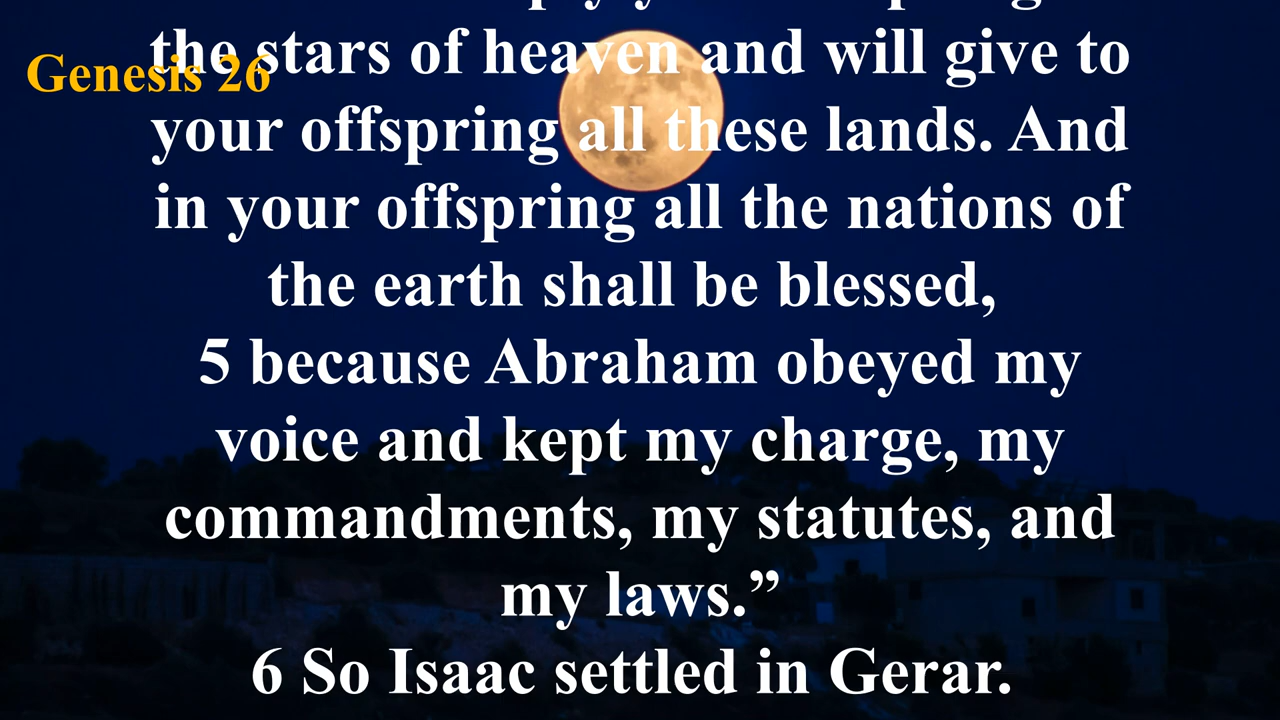 Genesis 26
the stars of heaven and will give to
your offspring all these lands. And
in your offspring all the nations of
the earth shall be blessed,
5 because Abraham obeyed my
voice and kept my charge, my
commandments, my statutes, and
my laws.”
6 So Isaac settled in Gerar.